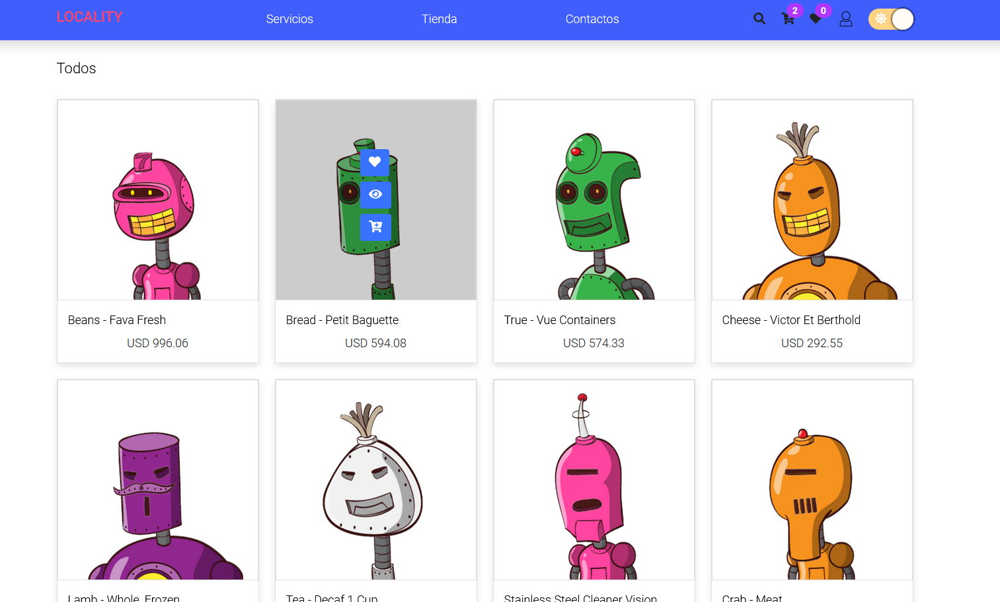 LOCALITY
Servicios
Tienda
Contactos
2
0
Todos
7
Beans - Fava Fresh
USD 996.06
Bread - Petit Baguette
USD 594.08
True - Vue Containers
USD 574.33
Cheese - Victor Et Berthold
USD 292.55
Lamb - Whole, Frozen
Tea - Decaf 1 Cup
Stainless Steel Cleaner Vision
Crab - Meat